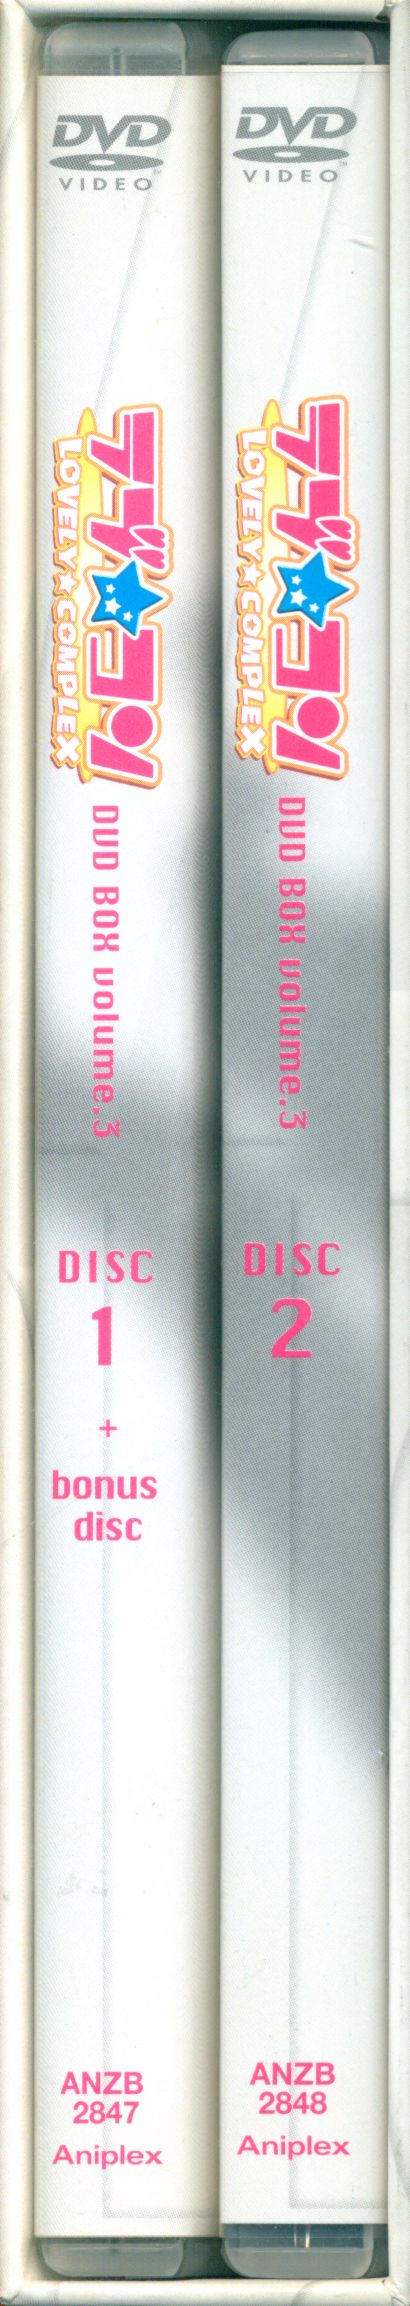 DVD
VIDEO
ラブ★コン
LOVELY★COMPLEX
DVD BOX volume.3
DISC
1
+
bonus
disc
ANZB
2847
Aniplex
DVD
VIDEO
ラブ★コン
LOVELY★COMPLEX
DVD BOX volume.3
DISC
2
ANZB
2848
Aniplex